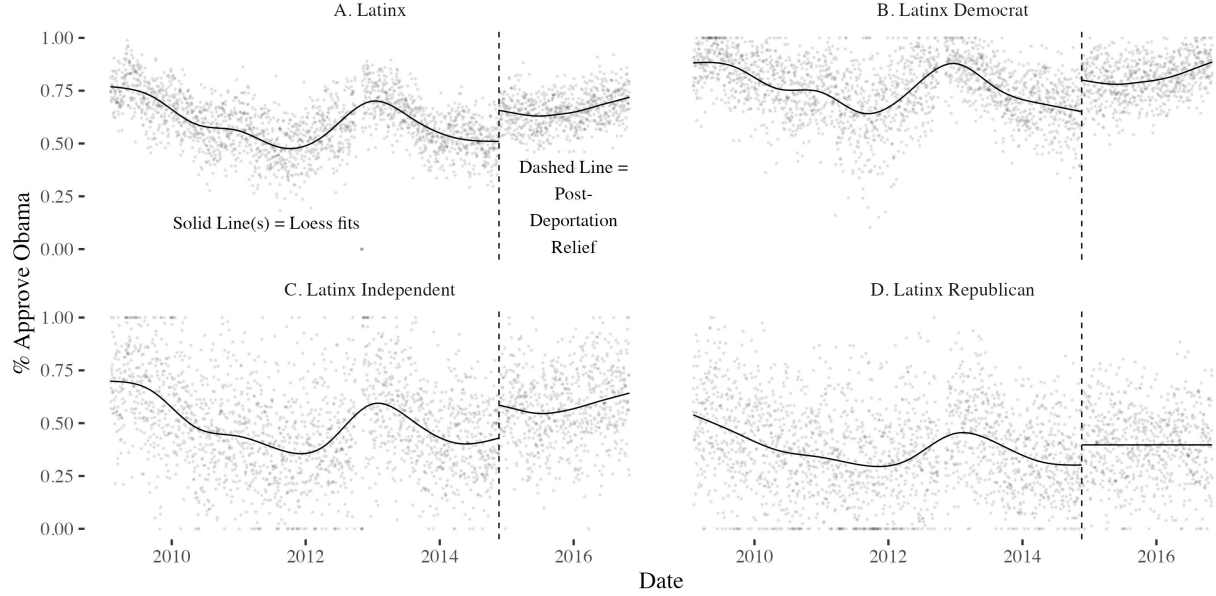 A. Latinx
B. Latinx Democrat
1.00
0.75
0.50
0.25
0.00
Solid Line(s) = Loess fits
Dashed Line =
Post-
Deportation
Relief
% Approve Obama
C. Latinx Independent
D. Latinx Republican
1.00
0.75
0.50
0.25
0.00
2010 2012 2014 2016
2010 2012 2014 2016
Date